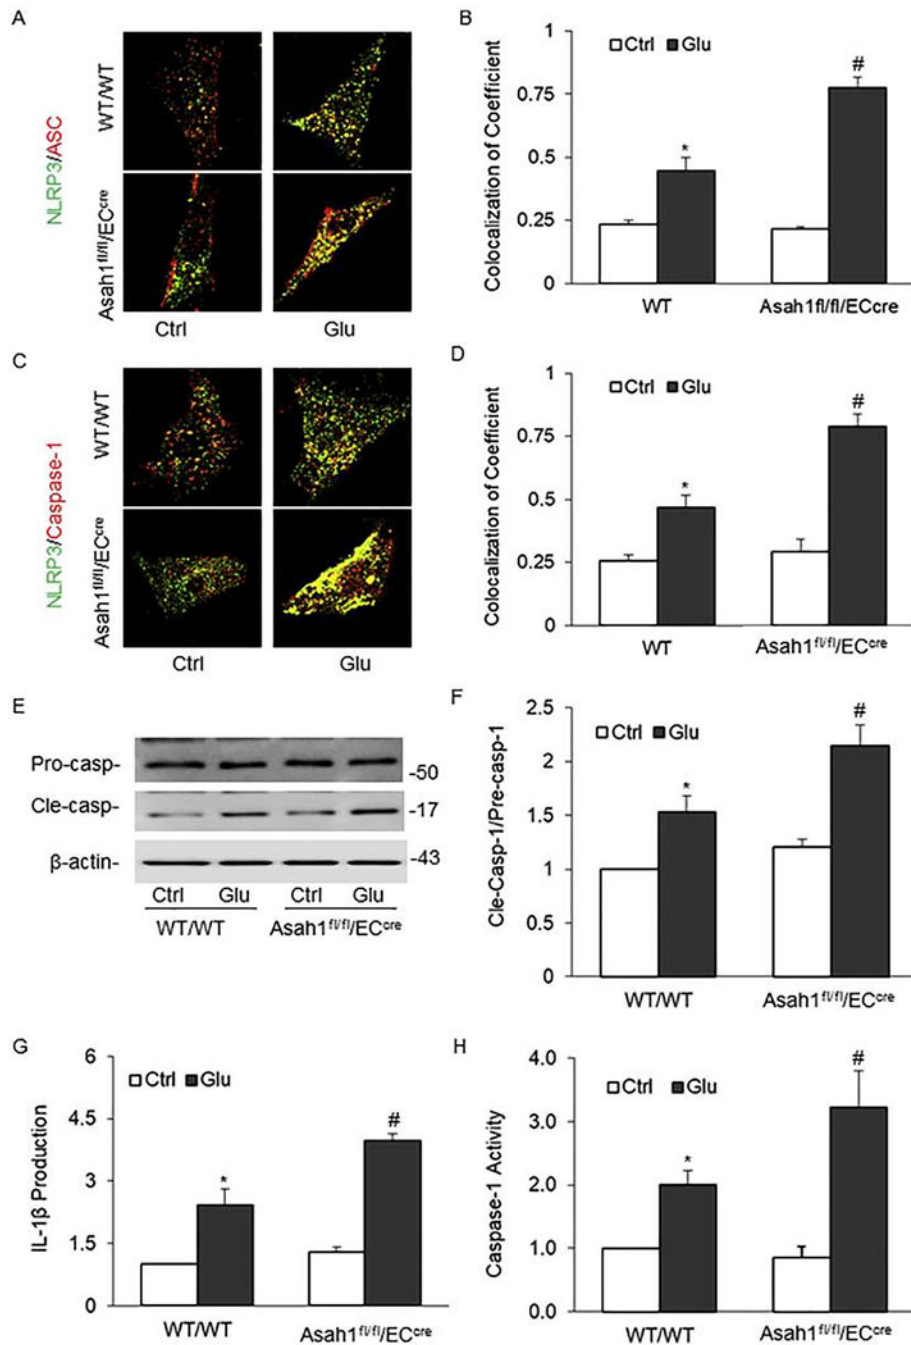 A
NLRP3/ASC
WT/WT
Asah1fl/fl/ECcre
Ctrl
Glu
B
Colocalization of Coefficient
1
0.75
0.5
0.25
0
Ctrl
Glu
*
#
WT
Asah1fl/fl/ECcre
C
NLRP3/Caspase-1
WT/WT
Asah1fl/fl/ECcre
Ctrl
Glu
D
Colocalization of Coefficient
1
0.75
0.5
0.25
0
Ctrl
Glu
*
#
WT
Asah1fl/fl/ECcre
E
Pro-casp-
-50
Cle-casp-
-17
β-actin-
-43
Ctrl Glu Ctrl Glu
WT/WT Asah1fl/fl/ECcre
F
Cle-Casp-1/Pre-casp-1
2.5
2
1.5
1
0.5
0
Ctrl
Glu
*
#
WT/WT
Asah1fl/fl/ECcre
G
IL-1β Production
6
4.5
3
1.5
0
Ctrl
Glu
*
#
WT/WT
Asah1fl/fl/ECcre
H
Caspase-1 Activity
4.0
3.0
2.0
1.0
0.0
Ctrl
Glu
*
#
WT/WT
Asah1fl/fl/ECcre